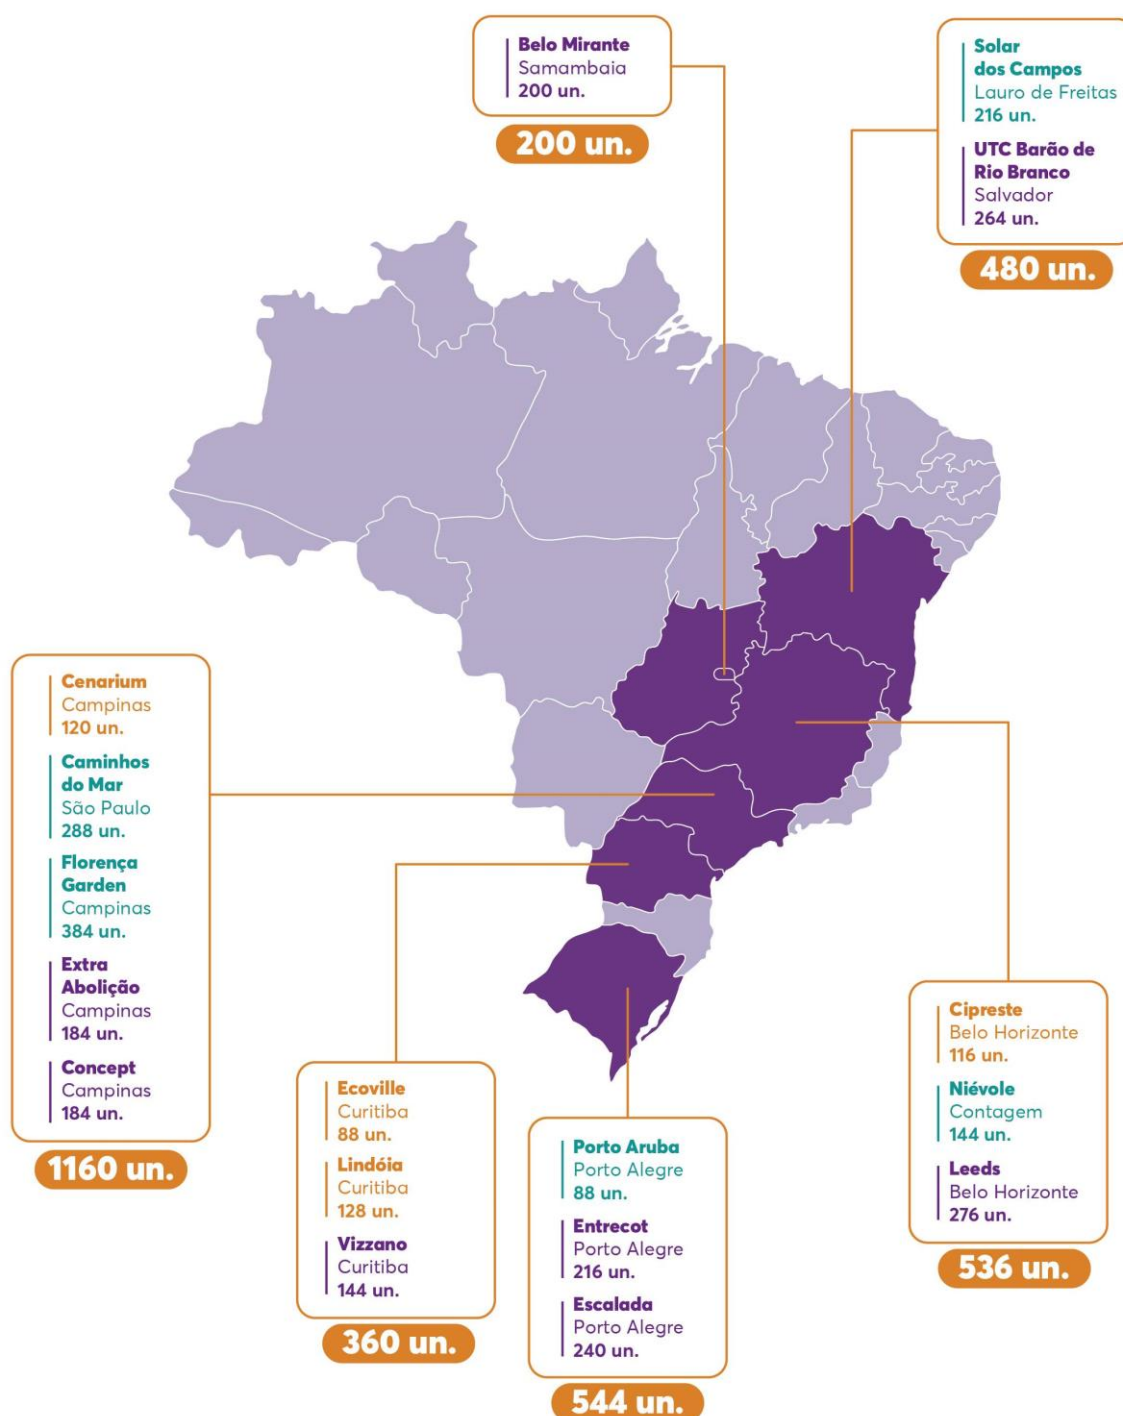 Belo Mirante
Samambaia
200 un.
200 un.
Solar
dos Campos
Lauro de Freitas
216 un.
UTC Barão de
Rio Branco
Salvador
264 un.
480 un.
Cenarium
Campinas
120 un.
Caminhos
do Mar
São Paulo
288 un.
Florença
Garden
Campinas
384 un.
Extra
Abolição
Campinas
184 un.
Concept
Campinas
184 un.
1160 un.
Ecoville
Curitiba
88 un.
Lindóia
Curitiba
128 un.
Vizzano
Curitiba
144 un.
360 un.
Porto Aruba
Porto Alegre
88 un.
Entrecot
Porto Alegre
216 un.
Escalada
Porto Alegre
240 un.
544 un.
Cipreste
Belo Horizonte
116 un.
Niévole
Contagem
144 un.
Leeds
Belo Horizonte
276 un.
536 un.